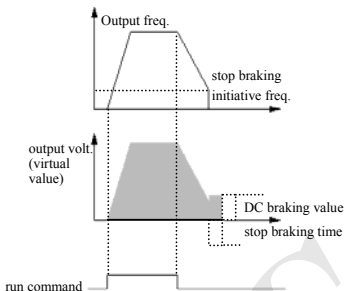 Output freq.
stop braking
initiative freq.
output volt.
(virtual
value)
DC braking value
stop braking time
run command